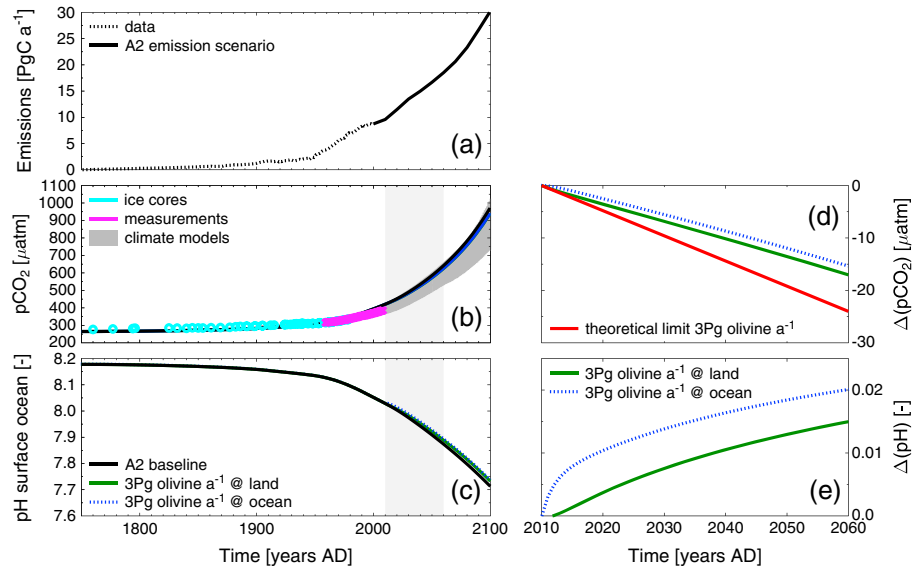 Emissions [PgC a⁻¹]
30
25
20
15
10
5
0
data
A2 emission scenario
(a)
pCO₂ [μatm]
1100
1000
900
800
700
600
500
400
300
200
ice cores
measurements
climate models
(b)
pH surface ocean [-]
8.2
8.1
8.0
7.9
7.8
7.7
7.6
A2 baseline
3Pg olivine a⁻¹ @ land
3Pg olivine a⁻¹ @ ocean
(c)
1800 1900 2000 2100
Time [years AD]
(d)
theoretical limit 3Pg olivine a⁻¹
0
-10
-20
-30
Δ(pCO₂) [μatm]
3Pg olivine a⁻¹ @ land
3Pg olivine a⁻¹ @ ocean
(e)
0.02
0.01
0.0
Δ(pH) [-]
2010 2020 2030 2040 2050 2060
Time [years AD]